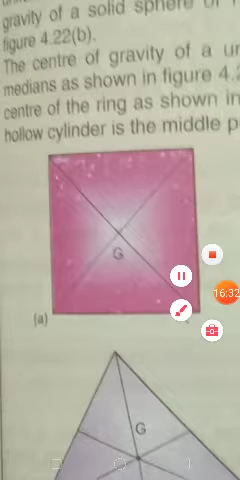 gravity of a solid sphere
figure 4.22(b).
The centre of gravity of a
medians as shown in figure 4.
centre of the ring as shown in
hollow cylinder is the middle
G
16:32
(a)
G